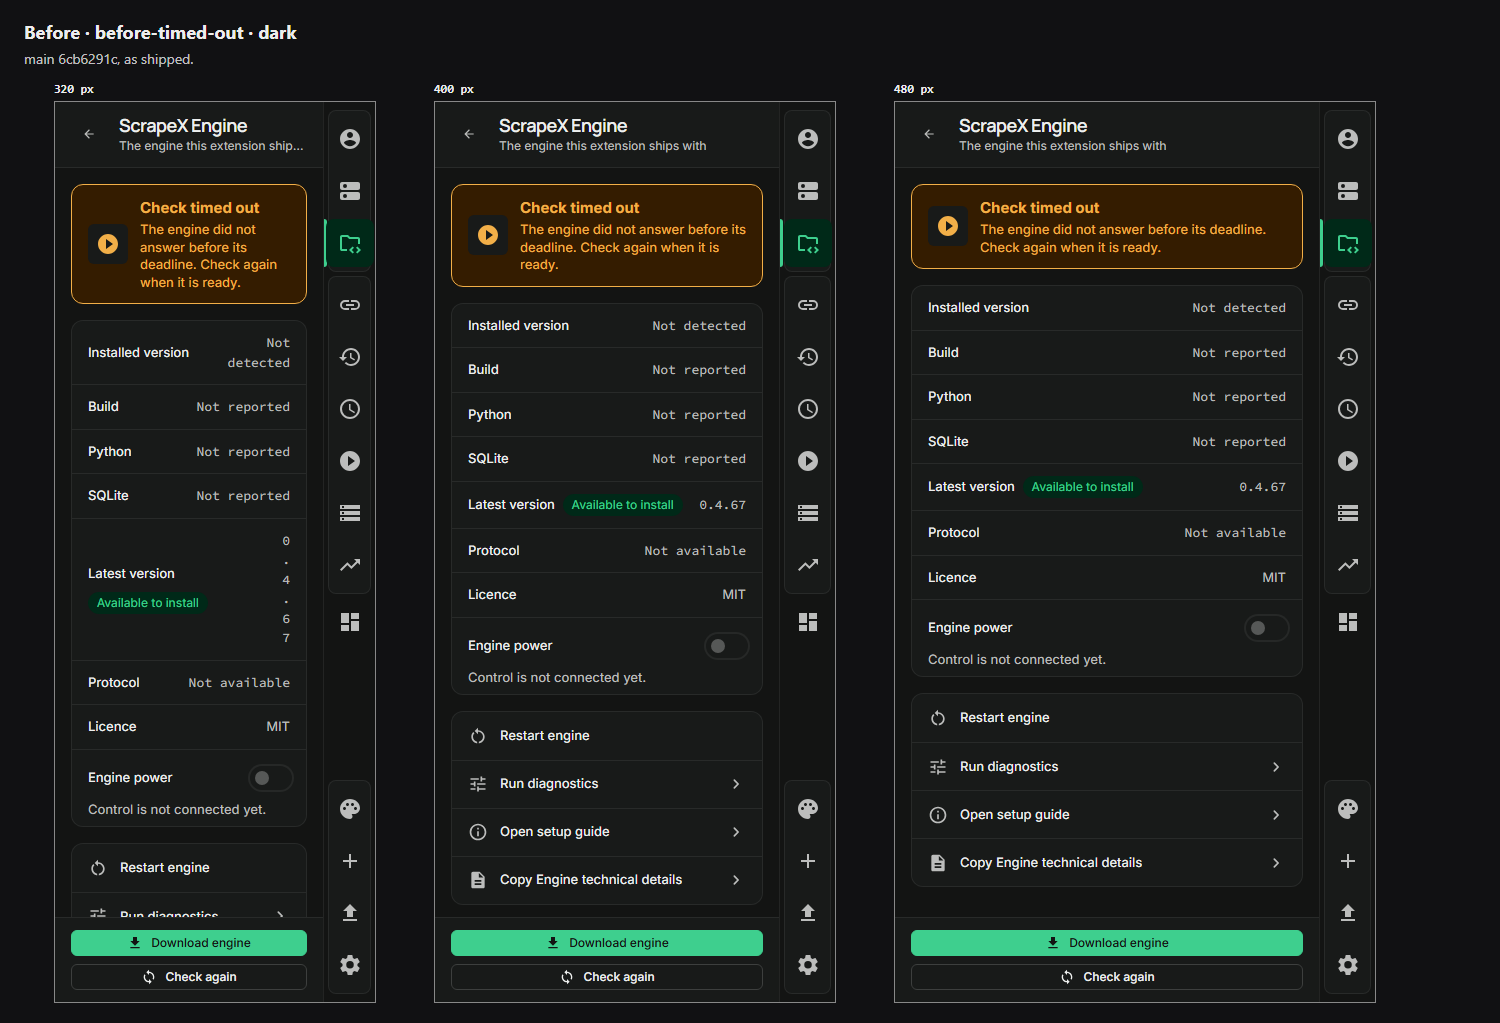 Before · before-timed-out · dark
main 6cb6291c, as shipped.
320 px
ScrapeX Engine
The engine this extension ship...
Check timed out
The engine did not
answer before its
deadline. Check again
when it is ready.
Installed version
Not
detected
Build
Not reported
Python
Not reported
SQLite
Not reported
Latest version
Available to install
0
.
4
.
6
7
Protocol
Not available
Licence
MIT
Engine power
Control is not connected yet.
Restart engine
Run diagnostics
Download engine
Check again
400 px
ScrapeX Engine
The engine this extension ships with
Check timed out
The engine did not answer before its
deadline. Check again when it is
ready.
Installed version
Not detected
Build
Not reported
Python
Not reported
SQLite
Not reported
Latest version
Available to install
0.4.67
Protocol
Not available
Licence
MIT
Engine power
Control is not connected yet.
Restart engine
Run diagnostics
Open setup guide
Copy Engine technical details
Download engine
Check again
480 px
ScrapeX Engine
The engine this extension ships with
Check timed out
The engine did not answer before its deadline.
Check again when it is ready.
Installed version
Not detected
Build
Not reported
Python
Not reported
SQLite
Not reported
Latest version
Available to install
0.4.67
Protocol
Not available
Licence
MIT
Engine power
Control is not connected yet.
Restart engine
Run diagnostics
Open setup guide
Copy Engine technical details
Download engine
Check again